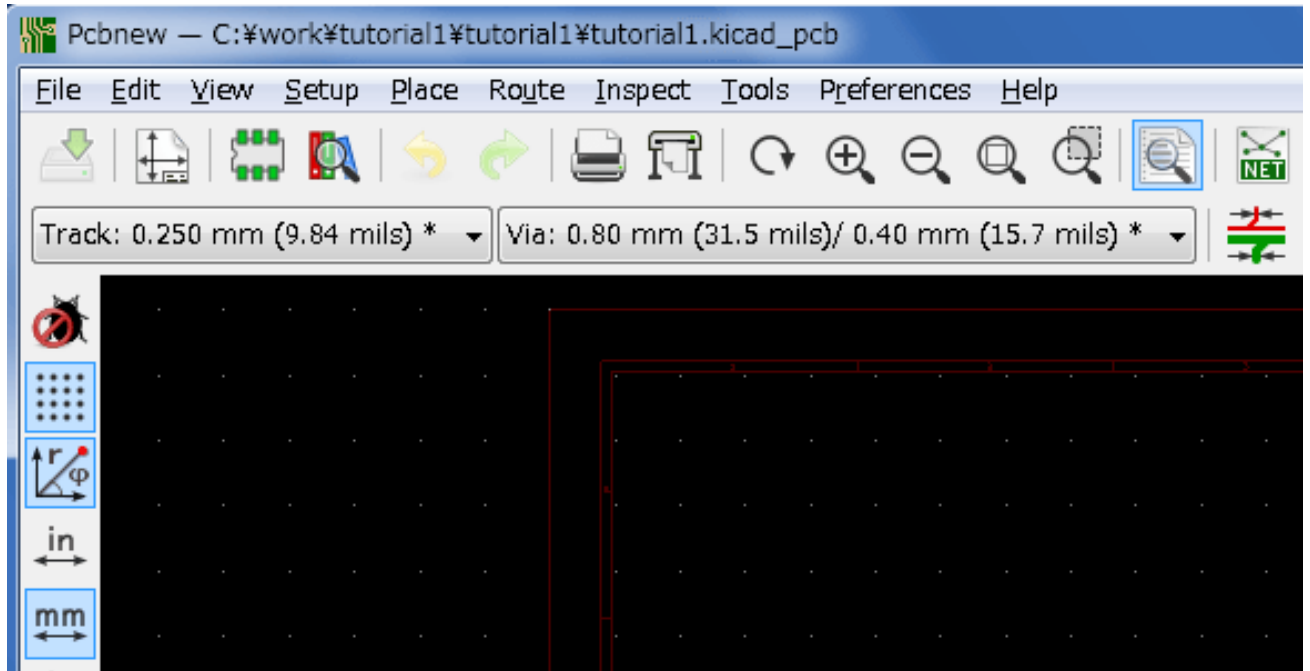 Pcbnew — C:¥work¥tutorial1¥tutorial1¥tutorial1.kicad_pcb
File Edit View Setup Place Route Inspect Tools Preferences Help
NET
Track: 0.250 mm (9.84 mils) * Via: 0.80 mm (31.5 mils)/ 0.40 mm (15.7 mils) *
r φ
in
mm